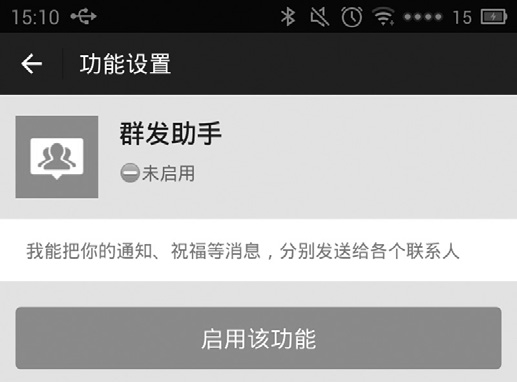 15:10 15
功能设置
群发助手
未启用
我能把你的通知、祝福等消息，分别发送给各个联系人
启用该功能